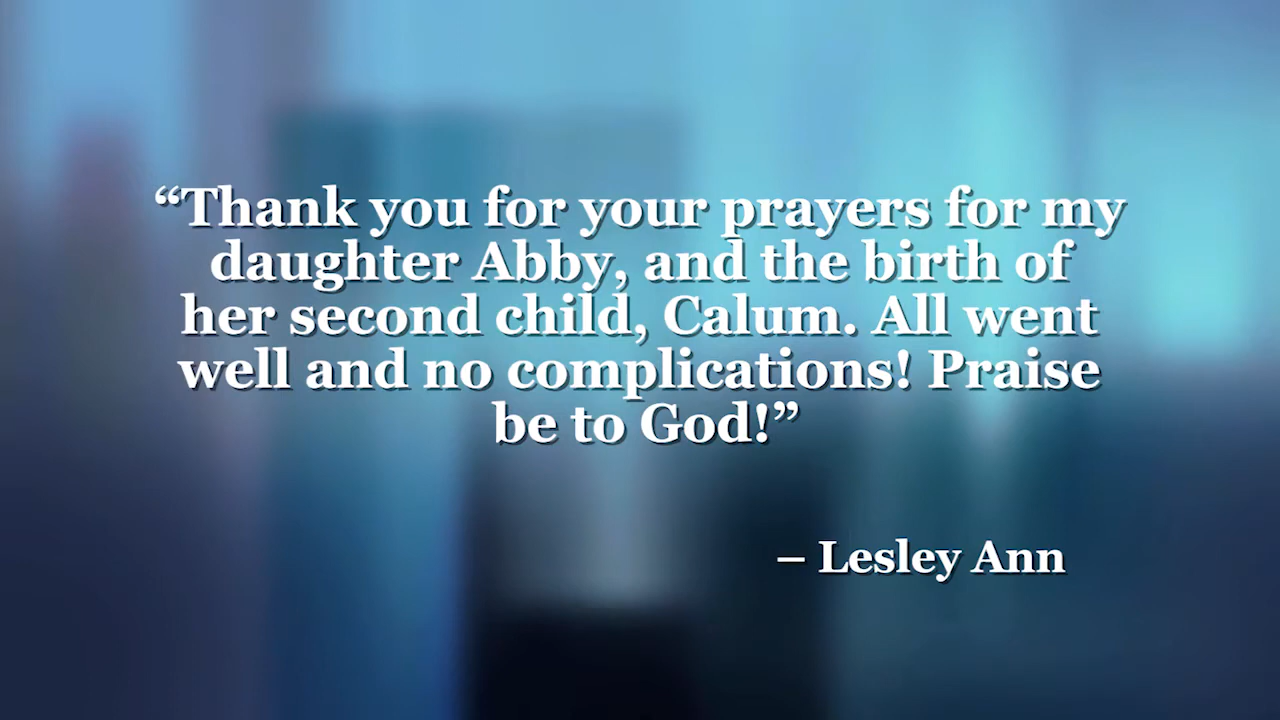 “Thank you for your prayers for my
daughter Abby, and the birth of
her second child, Calum. All went
well and no complications! Praise
be to God!”
– Lesley Ann